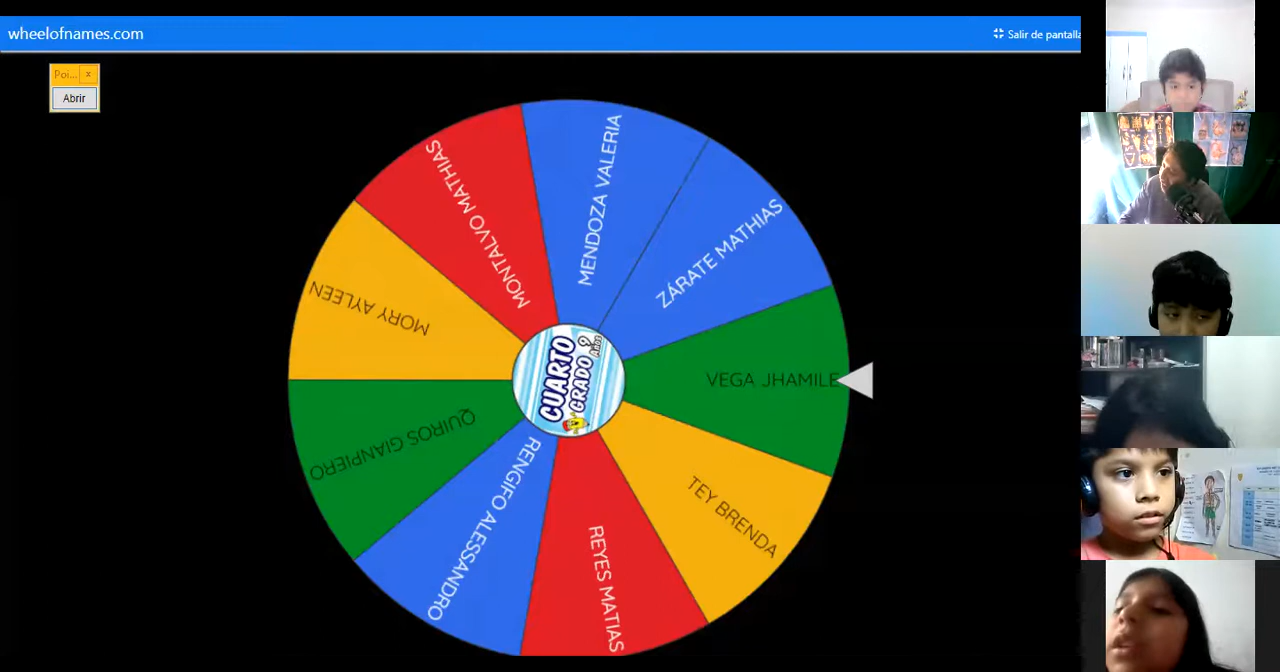 wheelofnames.com
Salir de pantalla
Poi... x
Abrir
MENDOZA VALERIA
ZÁRATE MATHIAS
VEGA JHAMILE
TEY BRENDA
REYES MATIAS
RENGIFO ALESSANDRO
QUIROS GIANPIERO
MORY AYLEEN
MONTALVO MATHIAS
CUARTO
GRADO